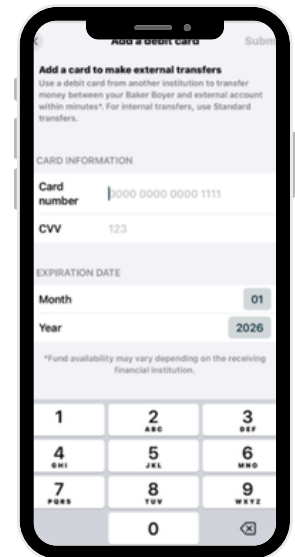 Add a debit card Subm
Add a card to make external transfers
Use a debit card from another institution to transfer
money between your Baker Boyer and external account
within minutes*. For internal transfers, use Standard
transfers.
CARD INFORMATION
Card
number 0000 0000 0000 1111
CVV 123
EXPIRATION DATE
Month 01
Year 2026
*Fund availability may vary depending on the receiving
financial institution.
1 2 3
ABC DEF
4 5 6
GHI JKL MNO
7 8 9
PQRS TUV WXYZ
0